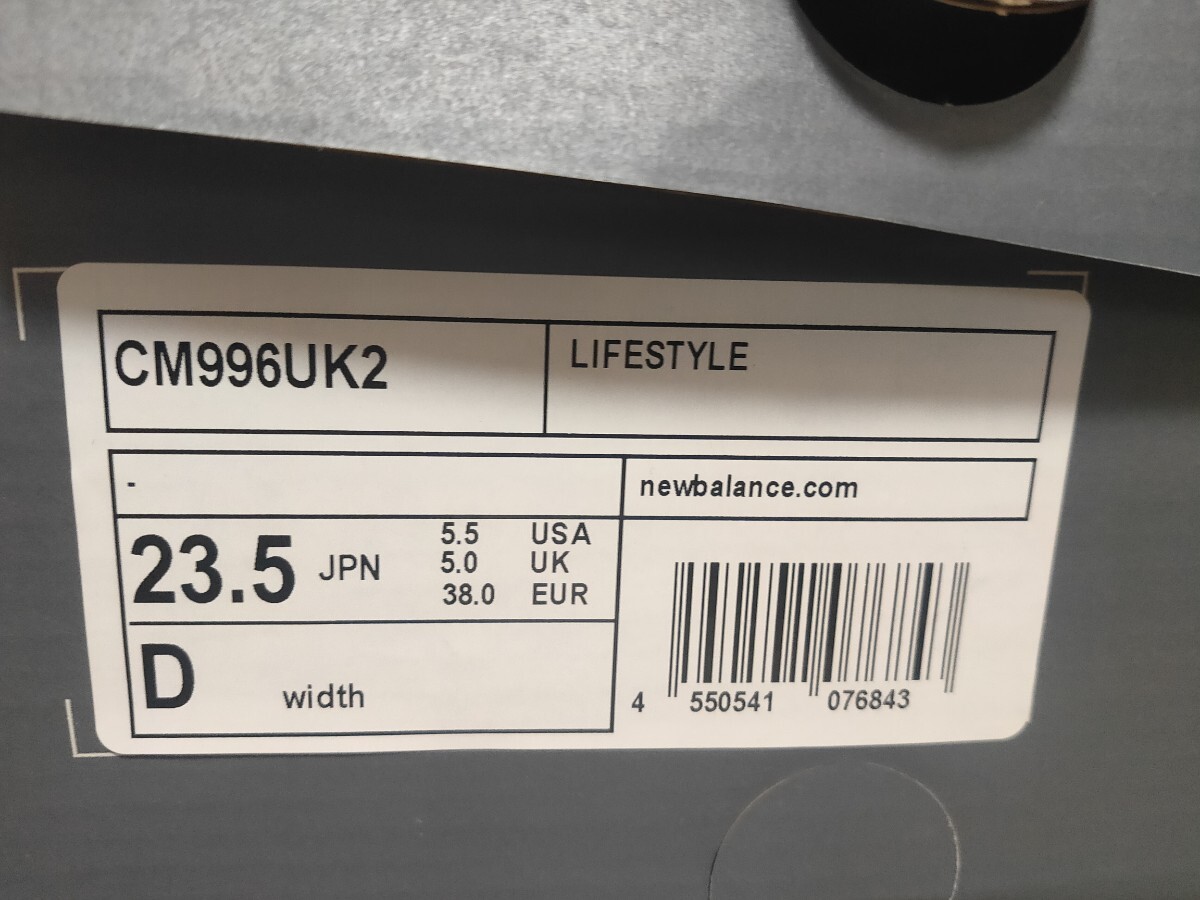 CM996UK2
LIFESTYLE
-
newbalance.com
23.5 JPN
5.5 USA
5.0 UK
38.0 EUR
D width
4 550541 076843